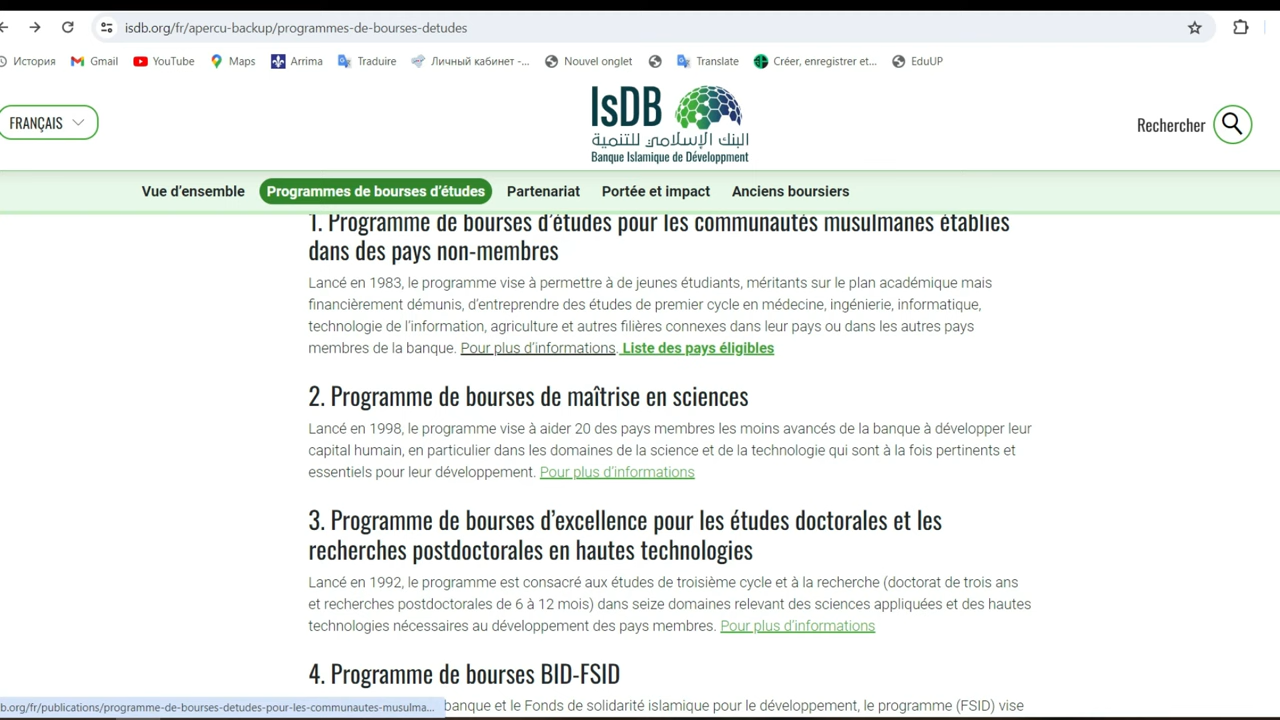 isdb.org/fr/apercu-backup/programmes-de-bourses-detudes
История Gmail YouTube Maps Arrima Traduire Личный кабинет -... Nouvel onglet Translate Créer, enregistrer et... EduUP
FRANÇAIS
IsDB
البنك الإسلامي للتنمية
Banque Islamique de Développment
Rechercher
Vue d'ensemble Programmes de bourses d'études Partenariat Portée et impact Anciens boursiers
1. Programme de bourses d'études pour les communautés musulmanes établies
dans des pays non-membres
Lancé en 1983, le programme vise à permettre à de jeunes étudiants, méritants sur le plan académique mais
financièrement démunis, d'entreprendre des études de premier cycle en médecine, ingénierie, informatique,
technologie de l'information, agriculture et autres filières connexes dans leur pays ou dans les autres pays
membres de la banque. Pour plus d'informations. Liste des pays éligibles
2. Programme de bourses de maîtrise en sciences
Lancé en 1998, le programme vise à aider 20 des pays membres les moins avancés de la banque à développer leur
capital humain, en particulier dans les domaines de la science et de la technologie qui sont à la fois pertinents et
essentiels pour leur développement. Pour plus d'informations
3. Programme de bourses d'excellence pour les études doctorales et les
recherches postdoctorales en hautes technologies
Lancé en 1992, le programme est consacré aux études de troisième cycle et à la recherche (doctorat de trois ans
et recherches postdoctorales de 6 à 12 mois) dans seize domaines relevant des sciences appliquées et des hautes
technologies nécessaires au développement des pays membres. Pour plus d'informations
4. Programme de bourses BID-FSID
banque et le Fonds de solidarité islamique pour le développement, le programme (FSID) vise
db.org/fr/publications/programme-de-bourses-detudes-pour-les-communautes-musulma...